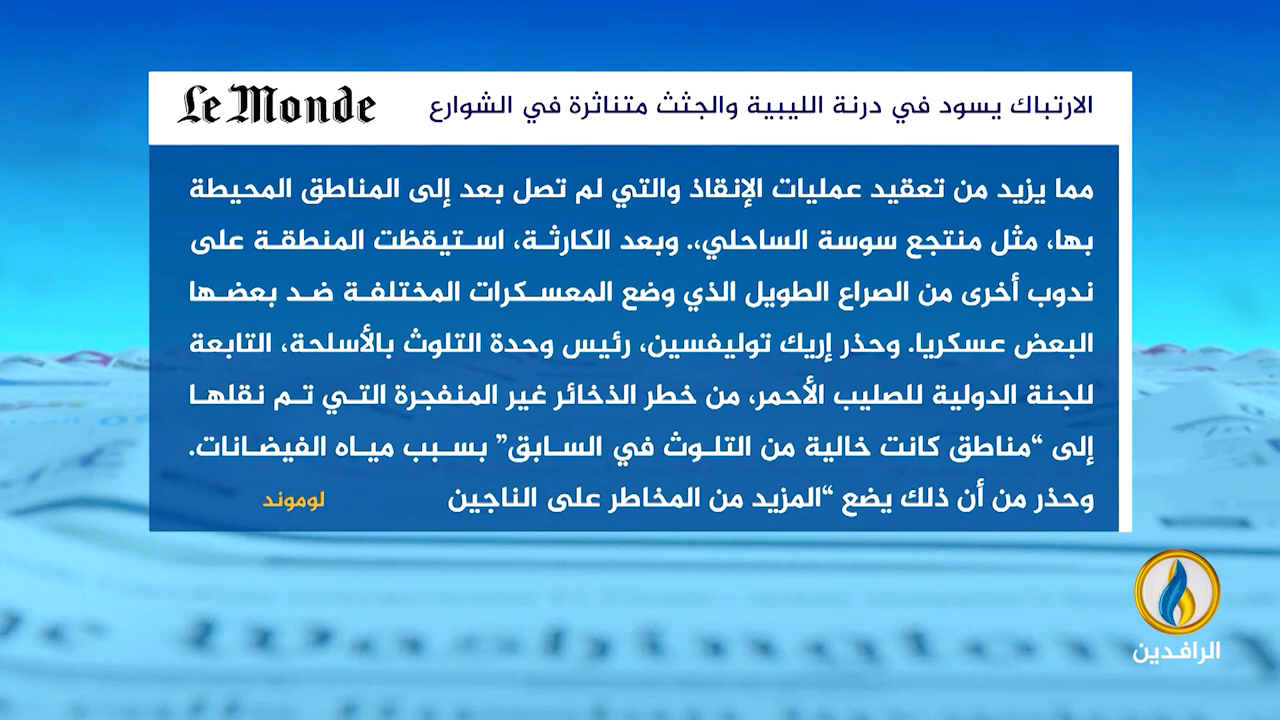 Le Monde
الارتباك يسود في درنة الليبية والجثث متناثرة في الشوارع
مما يزيد من تعقيد عمليات الإنقاذ والتي لم تصل بعد إلى المناطق المحيطة
بها، مثل منتجع سوسة الساحلي،. وبعد الكارثة، استيقظت المنطقة على
ندوب أخرى من الصراع الطويل الذي وضع المعسكرات المختلفة ضد بعضها
البعض عسكريا. وحذر إريك توليفسين، رئيس وحدة التلوث بالأسلحة، التابعة
للجنة الدولية للصليب الأحمر، من خطر الذخائر غير المنفجرة التي تم نقلها
إلى “مناطق كانت خالية من التلوث في السابق” بسبب مياه الفيضانات.
وحذر من أن ذلك يضع “المزيد من المخاطر على الناجين
لوموند
الرافدين